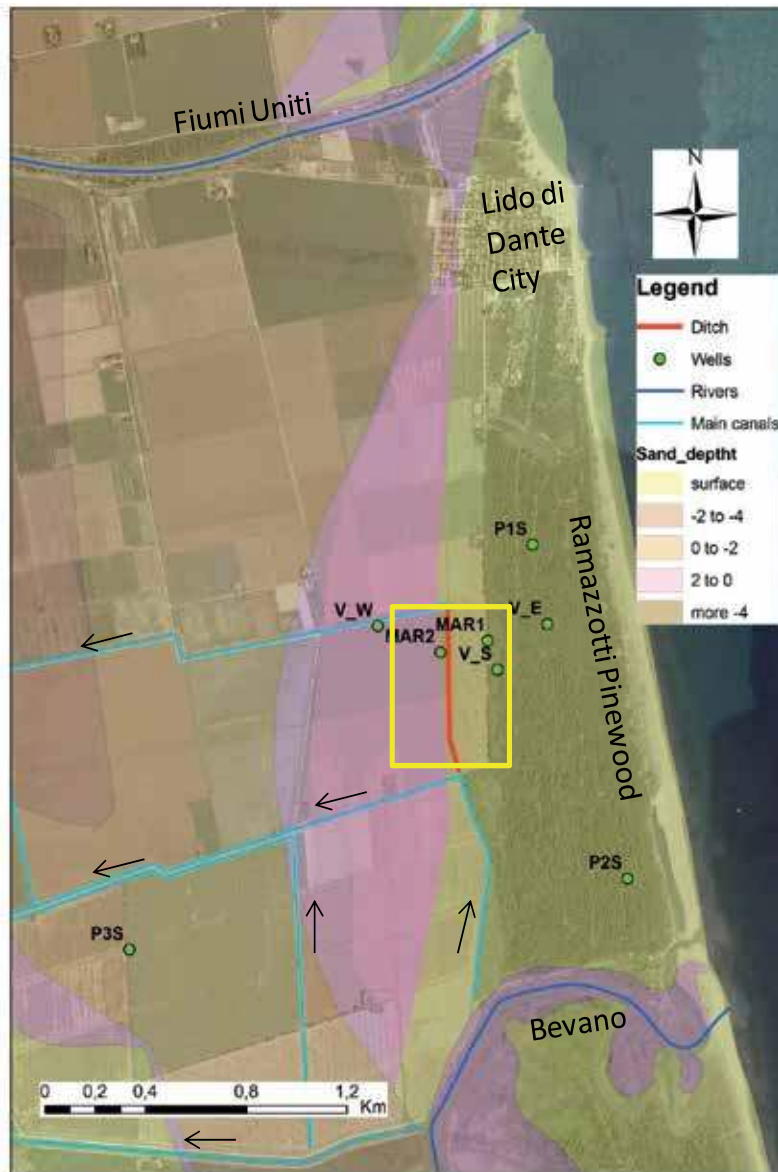 Fiumi Uniti
N
Lido di
Dante
City
Legend
Ditch
Wells
Rivers
Main canals
Sand_deptht
surface
-2 to -4
0 to -2
2 to 0
more -4
P1S
Ramazzotti Pinewood
V_W
V_E
MAR1
MAR2
V_S
P2S
P3S
Bevano
0 0,2 0,4 0,8 1,2
Km